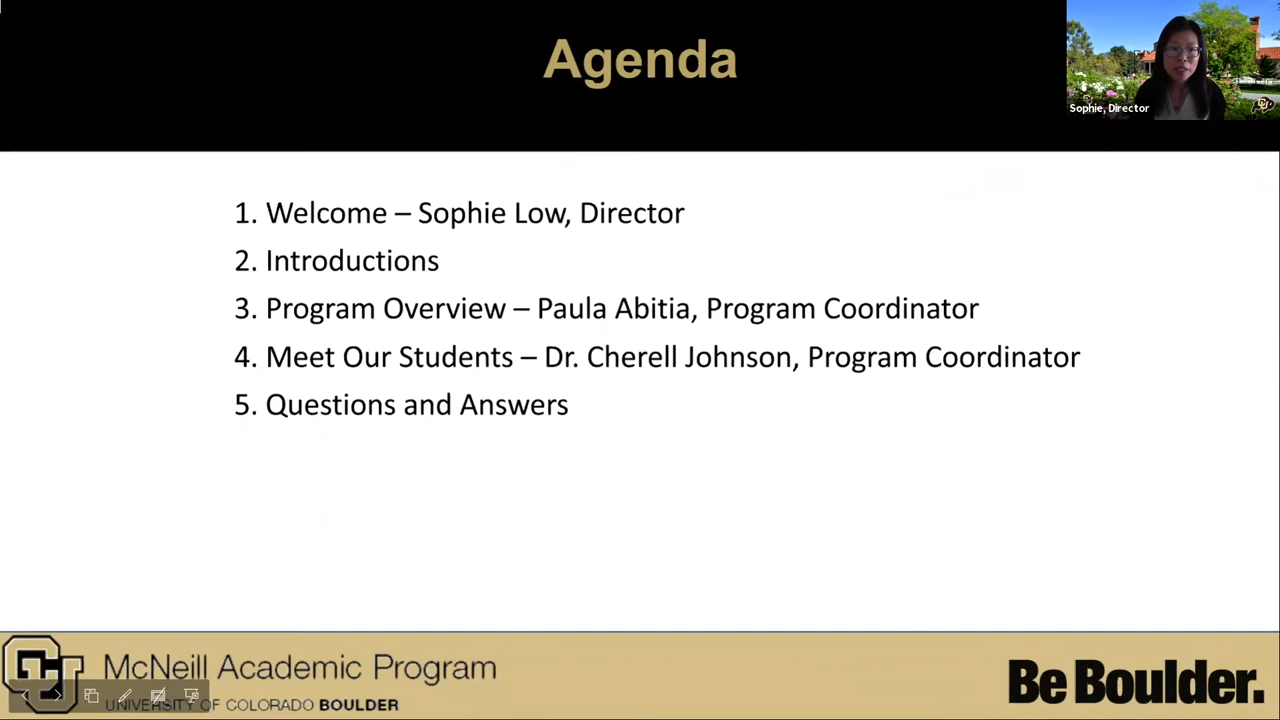 Agenda
Sophie, Director
1. Welcome – Sophie Low, Director
2. Introductions
3. Program Overview – Paula Abitia, Program Coordinator
4. Meet Our Students – Dr. Cherell Johnson, Program Coordinator
5. Questions and Answers
CU
McNeill Academic Program
UNIVERSITY OF COLORADO BOULDER
Be Boulder.